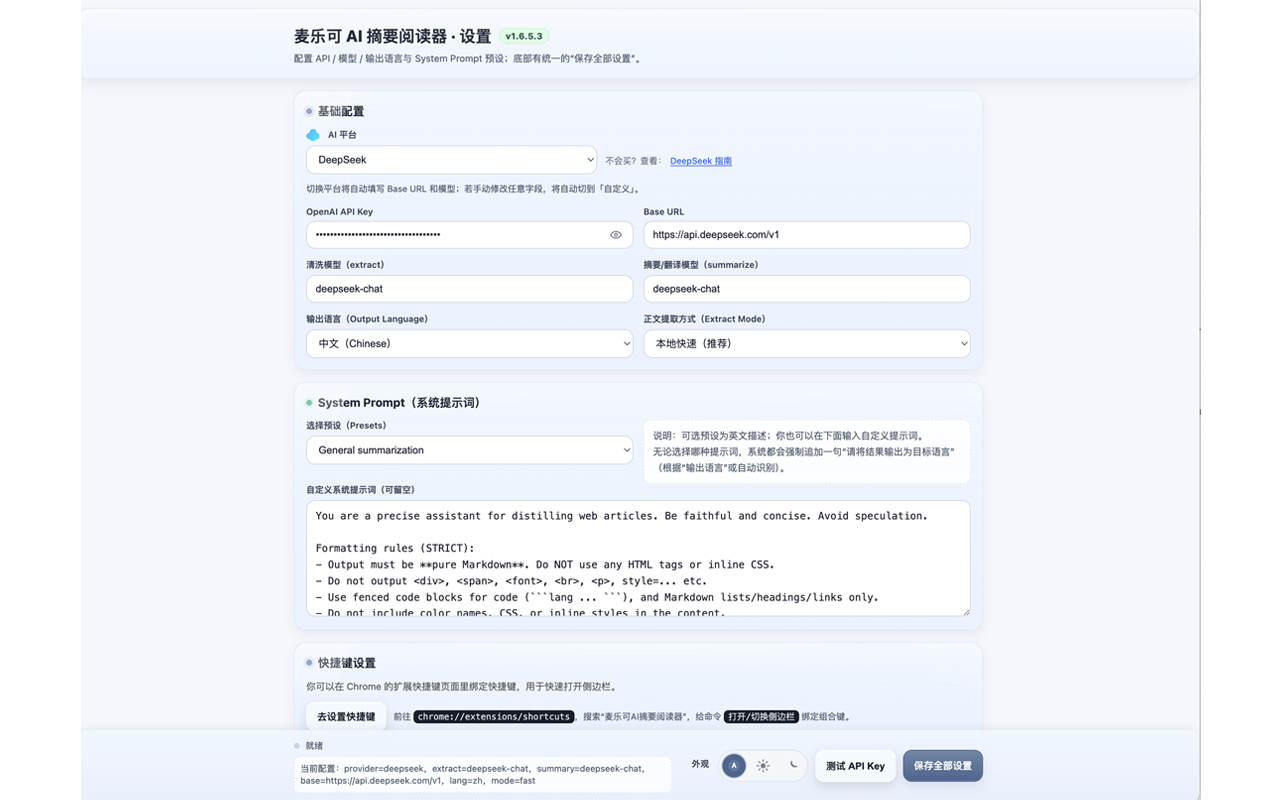 麦乐可 AI 摘要阅读器 · 设置 v1.6.5.3
配置 API / 模型 / 输出语言与 System Prompt 预设；底部有统一的“保存全部设置”。
基础配置
AI 平台
DeepSeek
不会买？查看： DeepSeek 指南
切换平台将自动填写 Base URL 和模型；若手动修改任意字段，将自动切到「自定义」。
OpenAI API Key
Base URL
https://api.deepseek.com/v1
清洗模型（extract）
摘要/翻译模型（summarize）
deepseek-chat
deepseek-chat
输出语言（Output Language）
正文提取方式（Extract Mode）
中文（Chinese）
本地快速（推荐）
System Prompt（系统提示词）
选择预设（Presets）
General summarization
说明：可选预设为英文描述；你也可以在下面输入自定义提示词。
无论选择哪种提示词，系统都会强制追加一句“请将结果输出为目标语言”
（根据“输出语言”或自动识别）。
自定义系统提示词（可留空）
You are a precise assistant for distilling web articles. Be faithful and concise. Avoid speculation.
Formatting rules (STRICT):
- Output must be **pure Markdown**. Do NOT use any HTML tags or inline CSS.
- Do not output <div>, <span>, <font>, <br>, <p>, style=... etc.
- Use fenced code blocks for code (```lang ... ```), and Markdown lists/headings/links only.
- Do not include color names, CSS, or inline styles in the content.
快捷键设置
你可以在 Chrome 的扩展快捷键页面里绑定快捷键，用于快速打开侧边栏。
去设置快捷键
前往 chrome://extensions/shortcuts，搜索“麦乐可AI摘要阅读器”，给命令 打开/切换侧边栏 绑定组合键。
就绪
当前配置：provider=deepseek，extract=deepseek-chat，summary=deepseek-chat，
base=https://api.deepseek.com/v1，lang=zh，mode=fast
外观
A
测试 API Key
保存全部设置